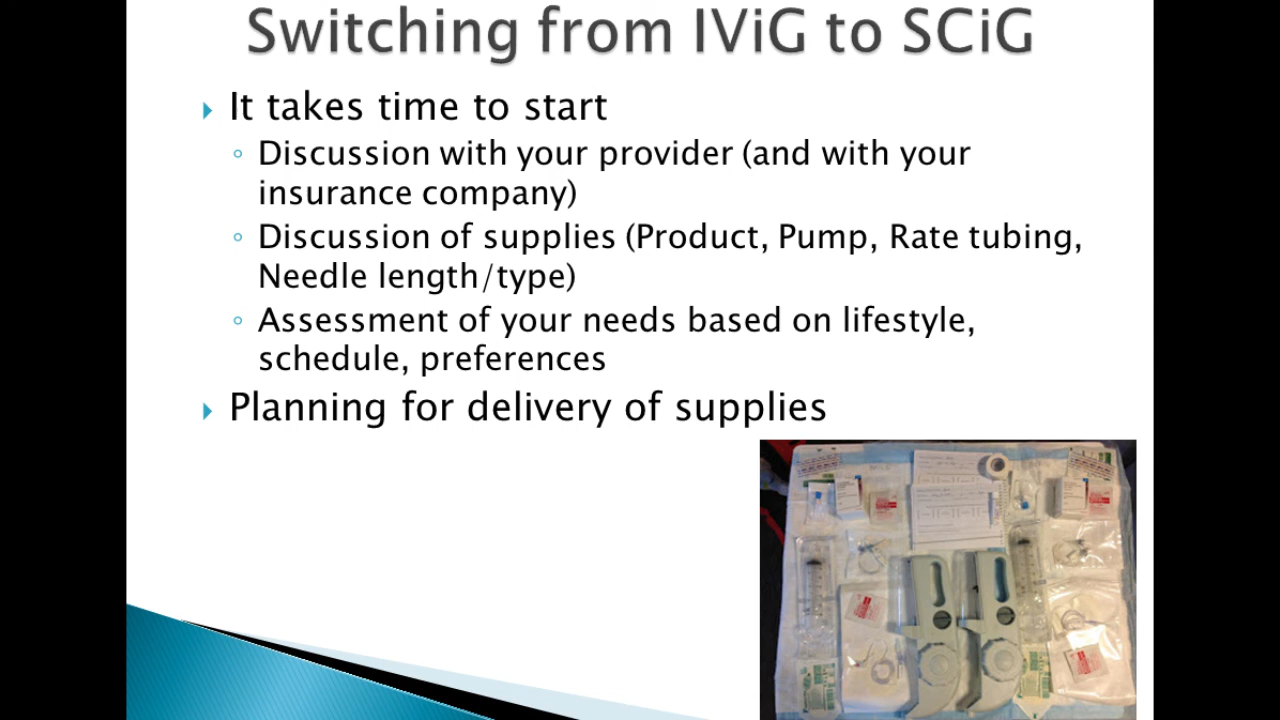 Switching from IViG to SCiG
It takes time to start
Discussion with your provider (and with your
insurance company)
Discussion of supplies (Product, Pump, Rate tubing,
Needle length/type)
Assessment of your needs based on lifestyle,
schedule, preferences
Planning for delivery of supplies